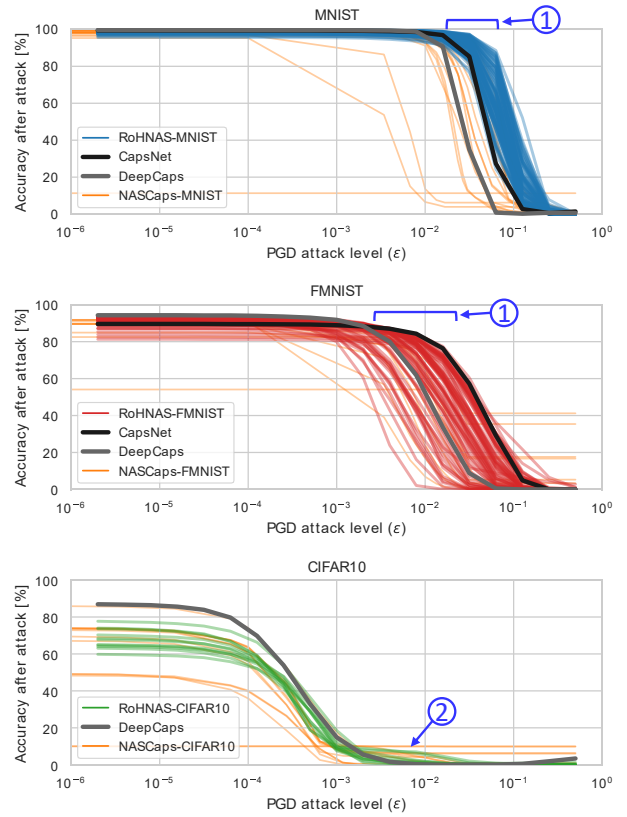 MNIST
1
Accuracy after attack [%]
100
80
60
40
20
0
RoHNAS-MNIST
CapsNet
DeepCaps
NASCaps-MNIST
10⁻⁶ 10⁻⁵ 10⁻⁴ 10⁻³ 10⁻² 10⁻¹ 10⁰
PGD attack level (ε)
FMNIST
1
Accuracy after attack [%]
100
80
60
40
20
0
RoHNAS-FMNIST
CapsNet
DeepCaps
NASCaps-FMNIST
10⁻⁶ 10⁻⁵ 10⁻⁴ 10⁻³ 10⁻² 10⁻¹ 10⁰
PGD attack level (ε)
CIFAR10
Accuracy after attack [%]
100
80
60
40
20
0
2
RoHNAS-CIFAR10
DeepCaps
NASCaps-CIFAR10
10⁻⁶ 10⁻⁵ 10⁻⁴ 10⁻³ 10⁻² 10⁻¹ 10⁰
PGD attack level (ε)